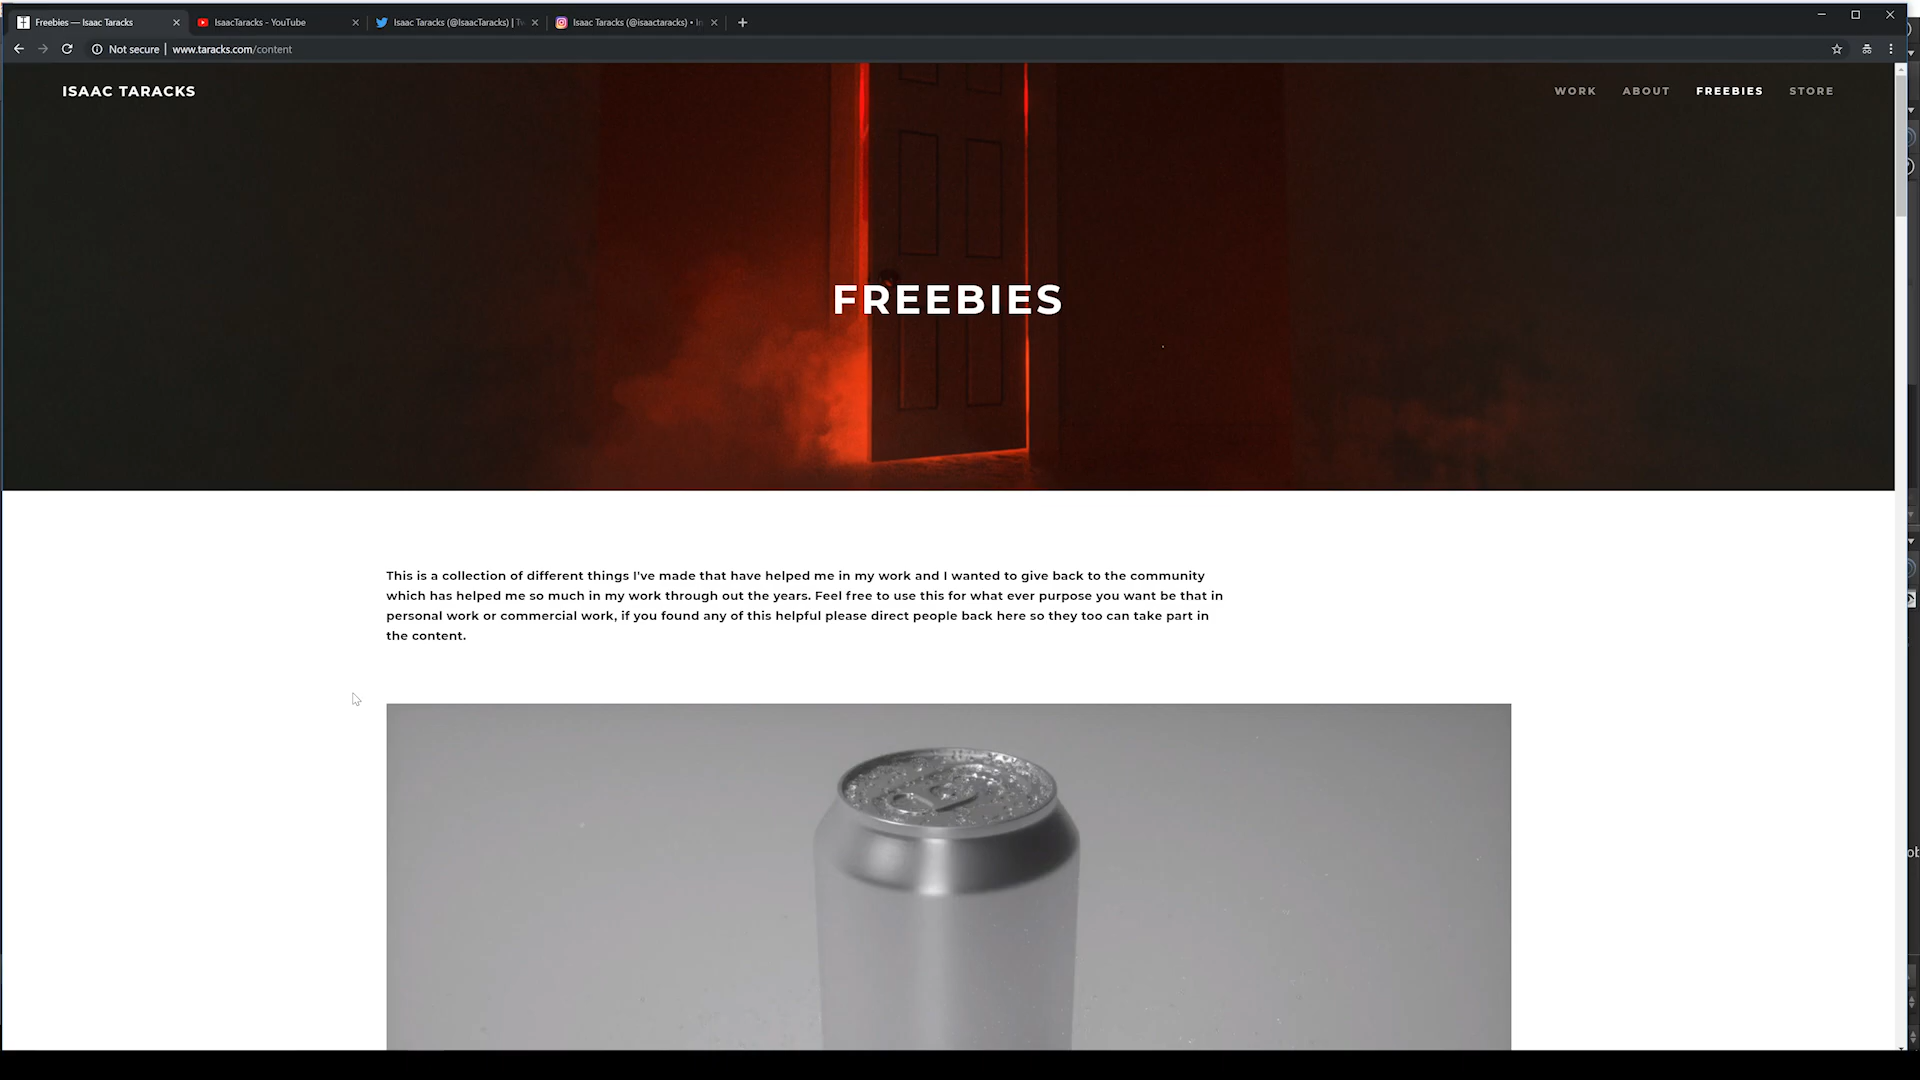 Freebies — Isaac Taracks
IsaacTaracks - YouTube
Isaac Taracks (@IsaacTaracks) |
Isaac Taracks (@isaactaracks) •
Not secure | www.taracks.com/content
ISAAC TARACKS
WORK ABOUT FREEBIES STORE
FREEBIES
This is a collection of different things I've made that have helped me in my work and I wanted to give back to the community
which has helped me so much in my work through out the years. Feel free to use this for what ever purpose you want be that in
personal work or commercial work, if you found any of this helpful please direct people back here so they too can take part in
the content.